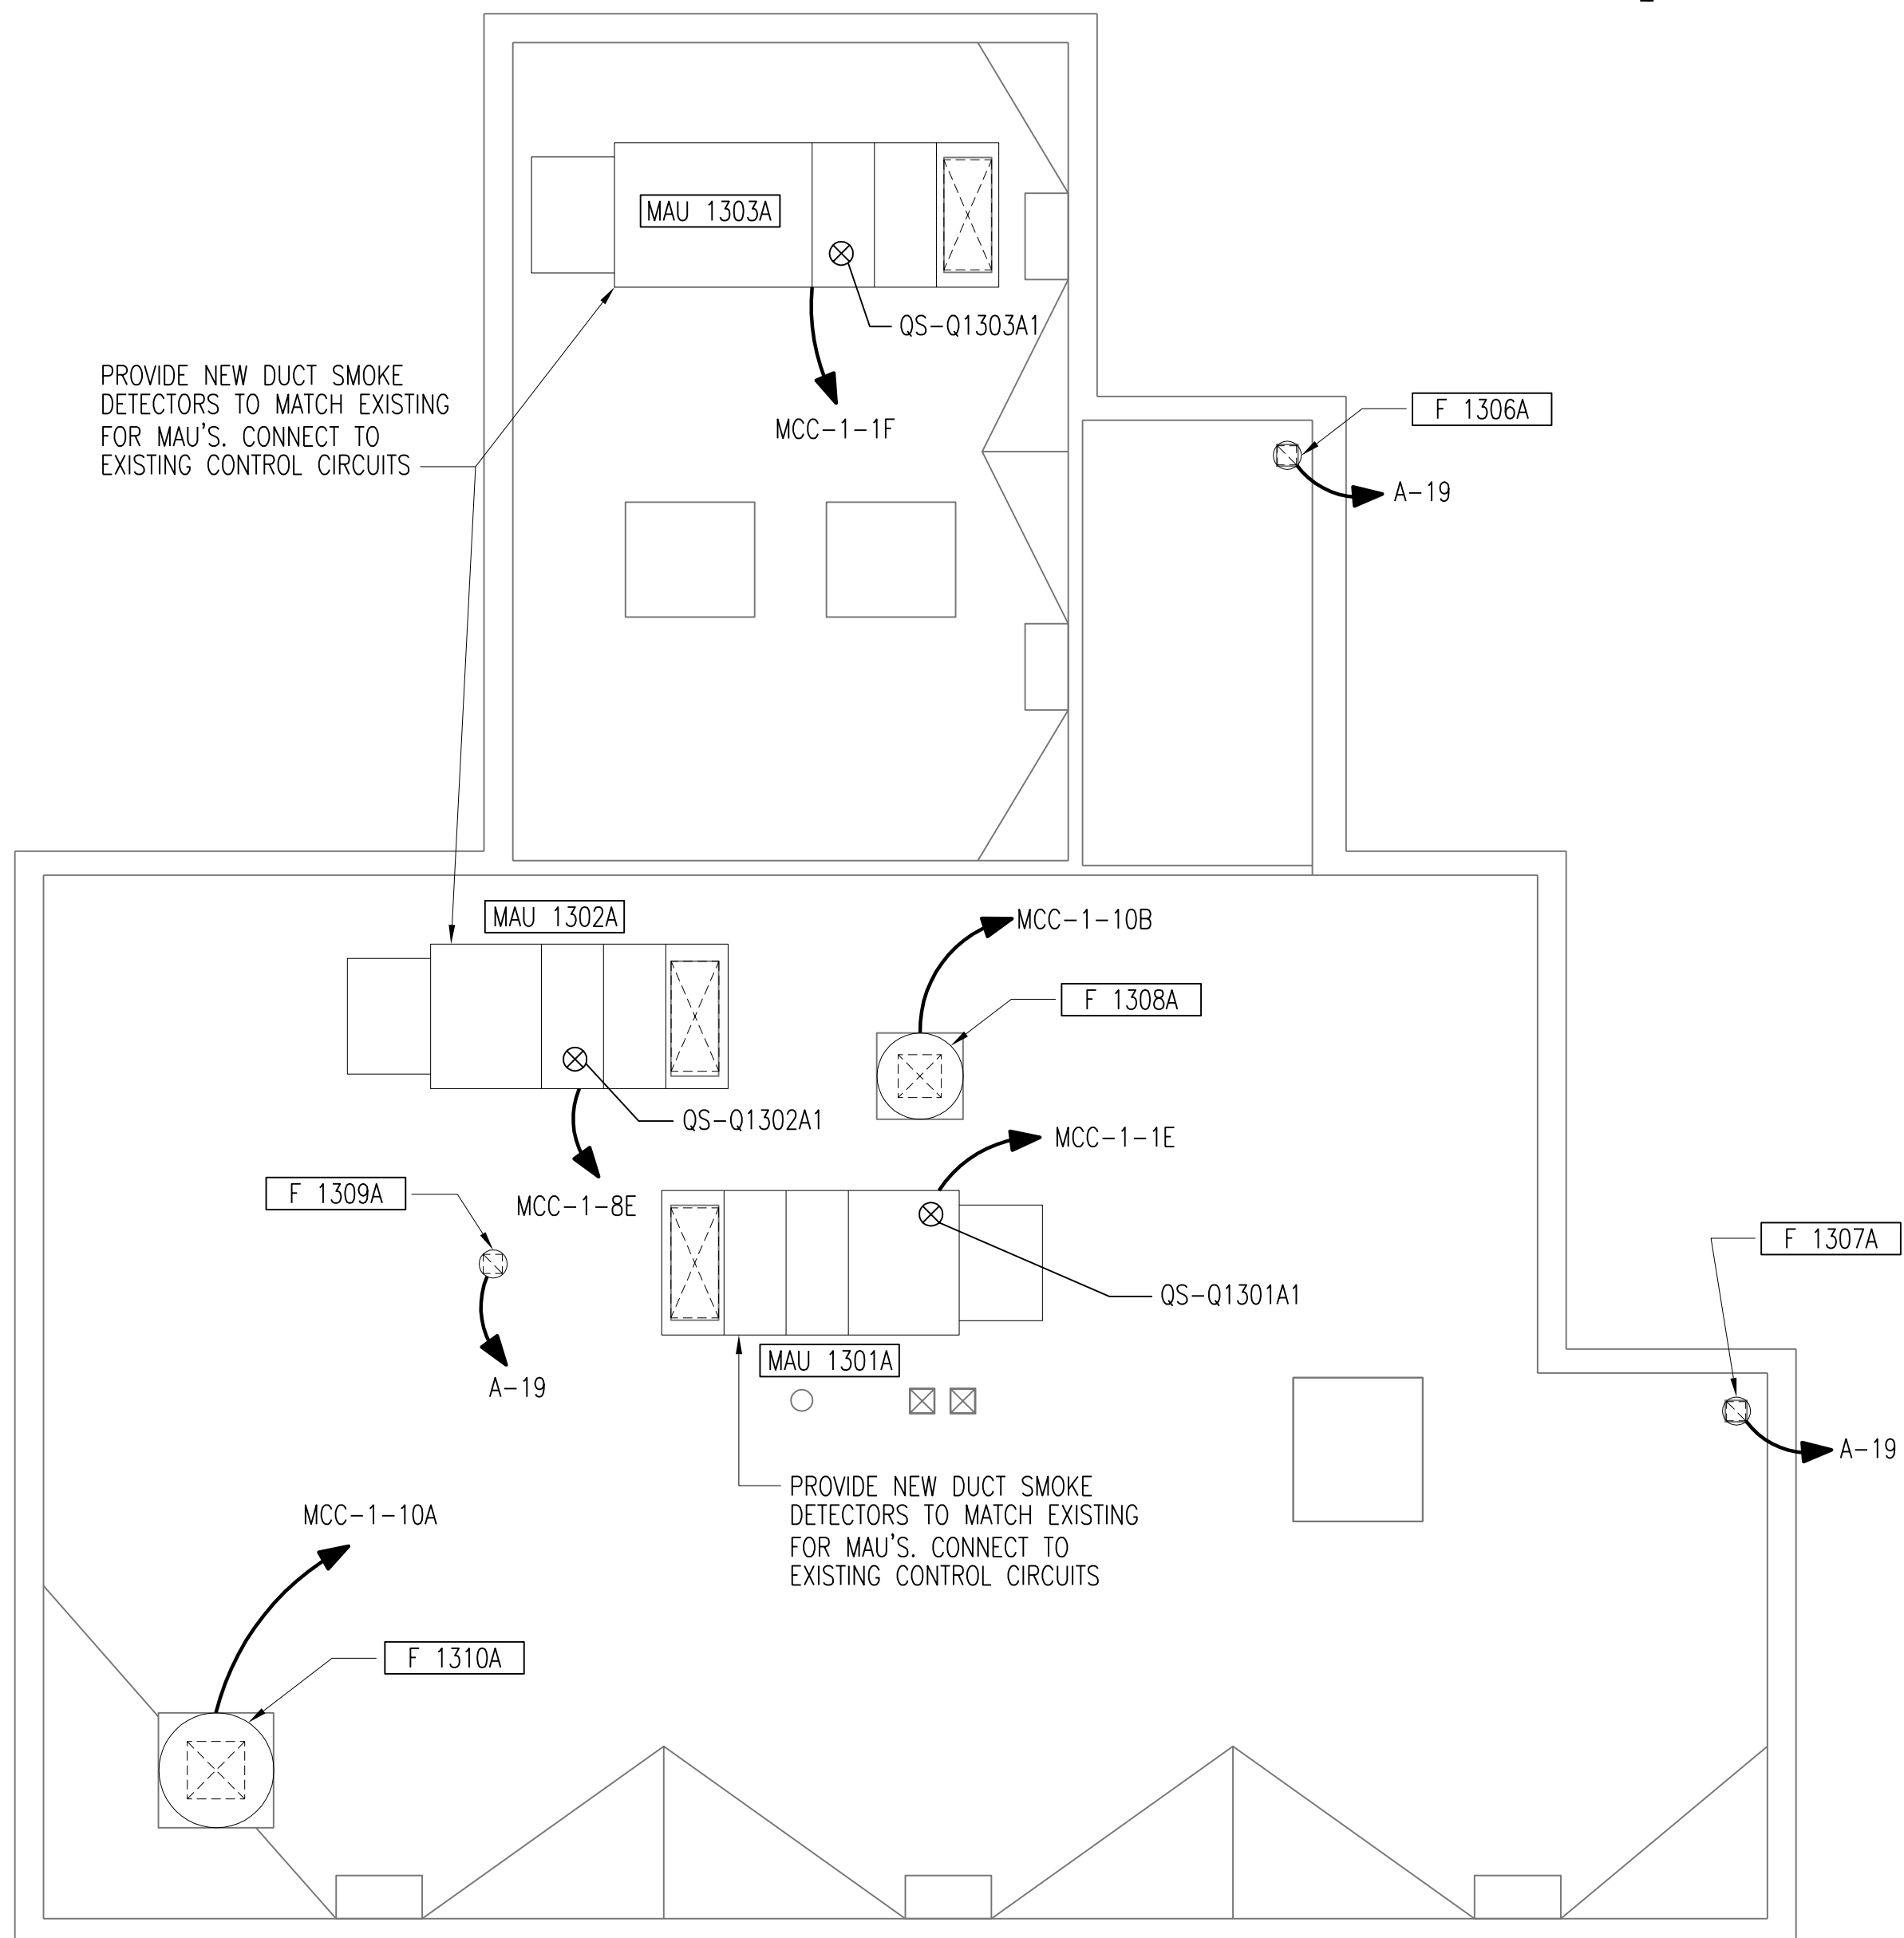 MAU 1303A
QS-Q1303A1
PROVIDE NEW DUCT SMOKE
DETECTORS TO MATCH EXISTING
FOR MAU'S. CONNECT TO
EXISTING CONTROL CIRCUITS
MCC-1-1F
F 1306A
A-19
MAU 1302A
MCC-1-10B
F 1308A
QS-Q1302A1
MCC-1-1E
F 1309A
MCC-1-8E
F 1307A
QS-Q1301A1
MAU 1301A
A-19
A-19
PROVIDE NEW DUCT SMOKE
DETECTORS TO MATCH EXISTING
FOR MAU'S. CONNECT TO
EXISTING CONTROL CIRCUITS
MCC-1-10A
F 1310A